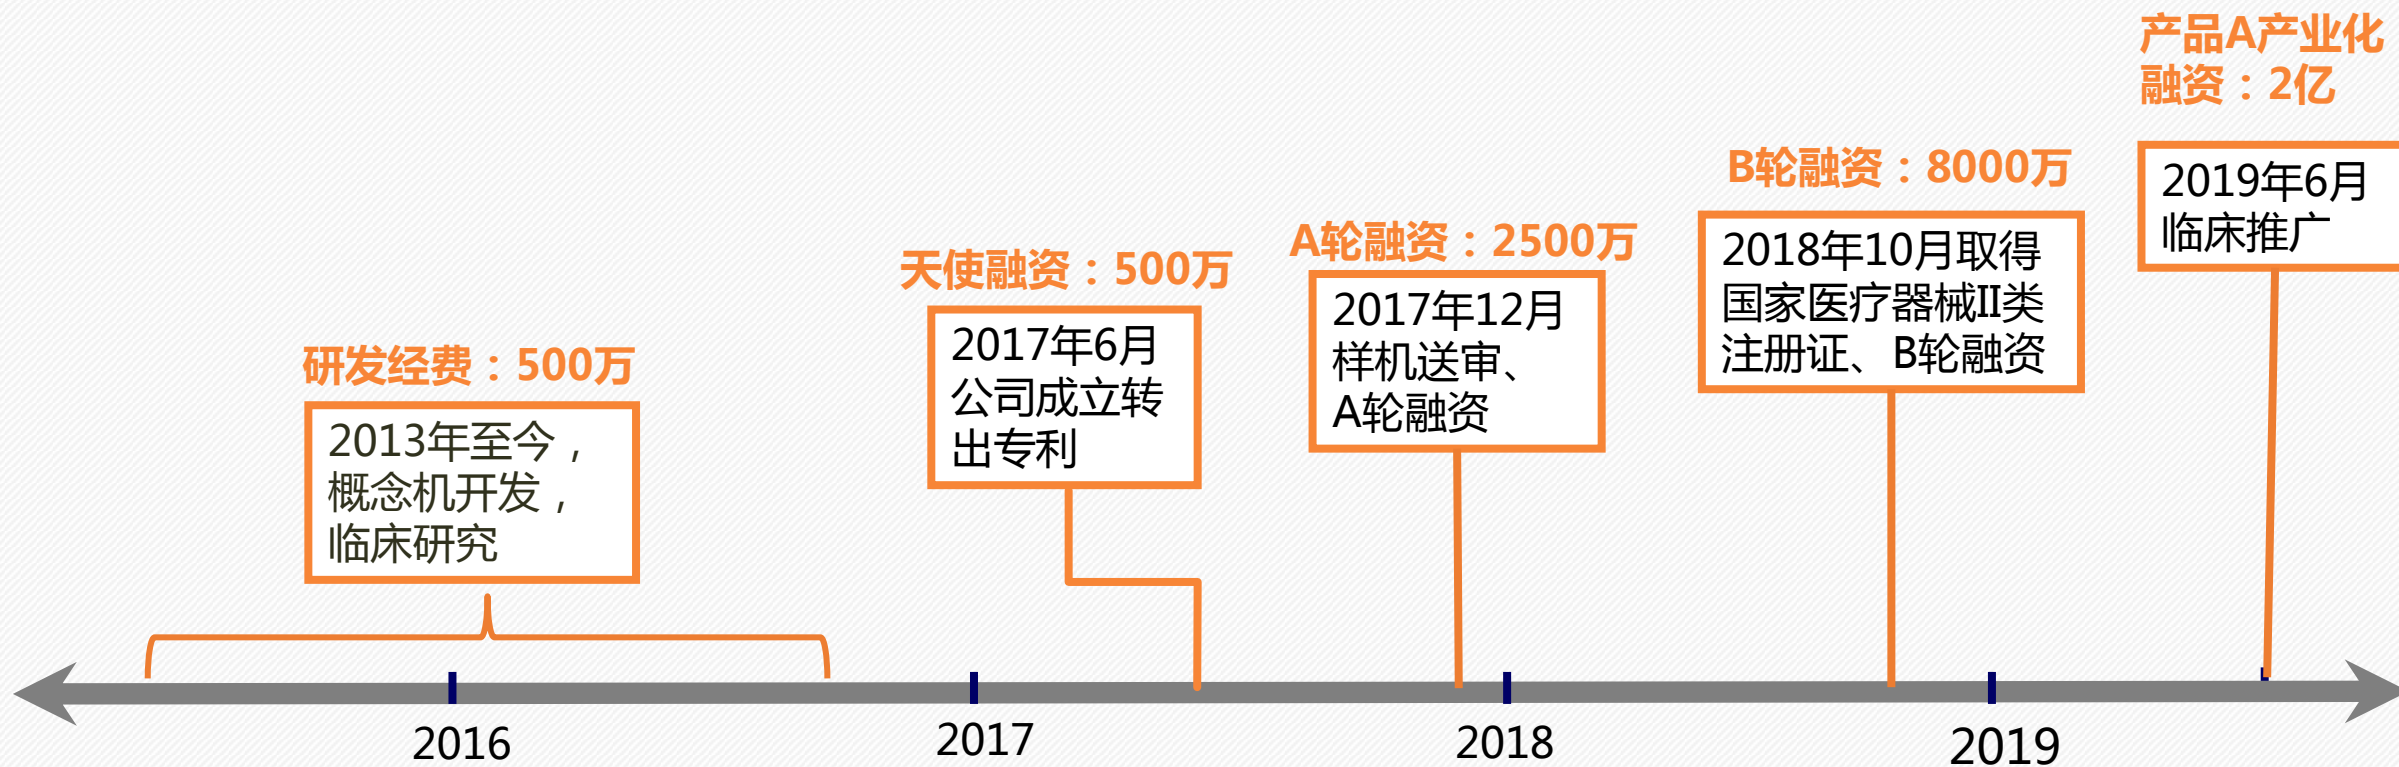 研发经费：500万
2013年至今，
概念机开发，
临床研究
天使融资：500万
2017年6月
公司成立转
出专利
A轮融资：2500万
2017年12月
样机送审、
A轮融资
B轮融资：8000万
2018年10月取得
国家医疗器械II类
注册证、B轮融资
产品A产业化
融资：2亿
2019年6月
临床推广
2016
2017
2018
2019